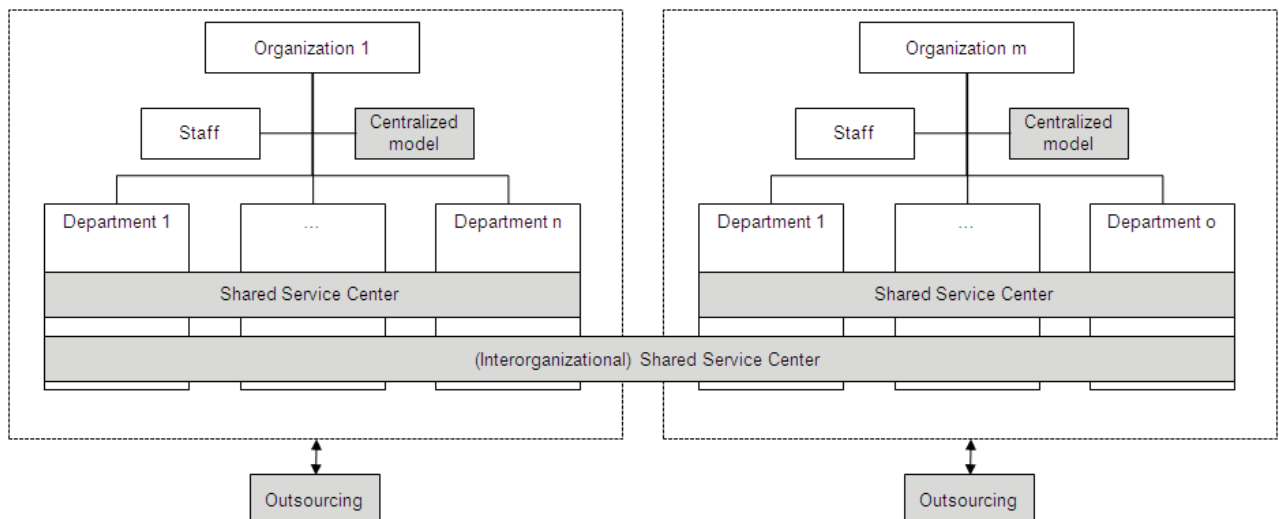 Organization 1
Organization m
Staff
Centralized
model
Staff
Centralized
model
Department 1
...
Department n
Department 1
...
Department o
Shared Service Center
Shared Service Center
(Interorganizational) Shared Service Center
Outsourcing
Outsourcing